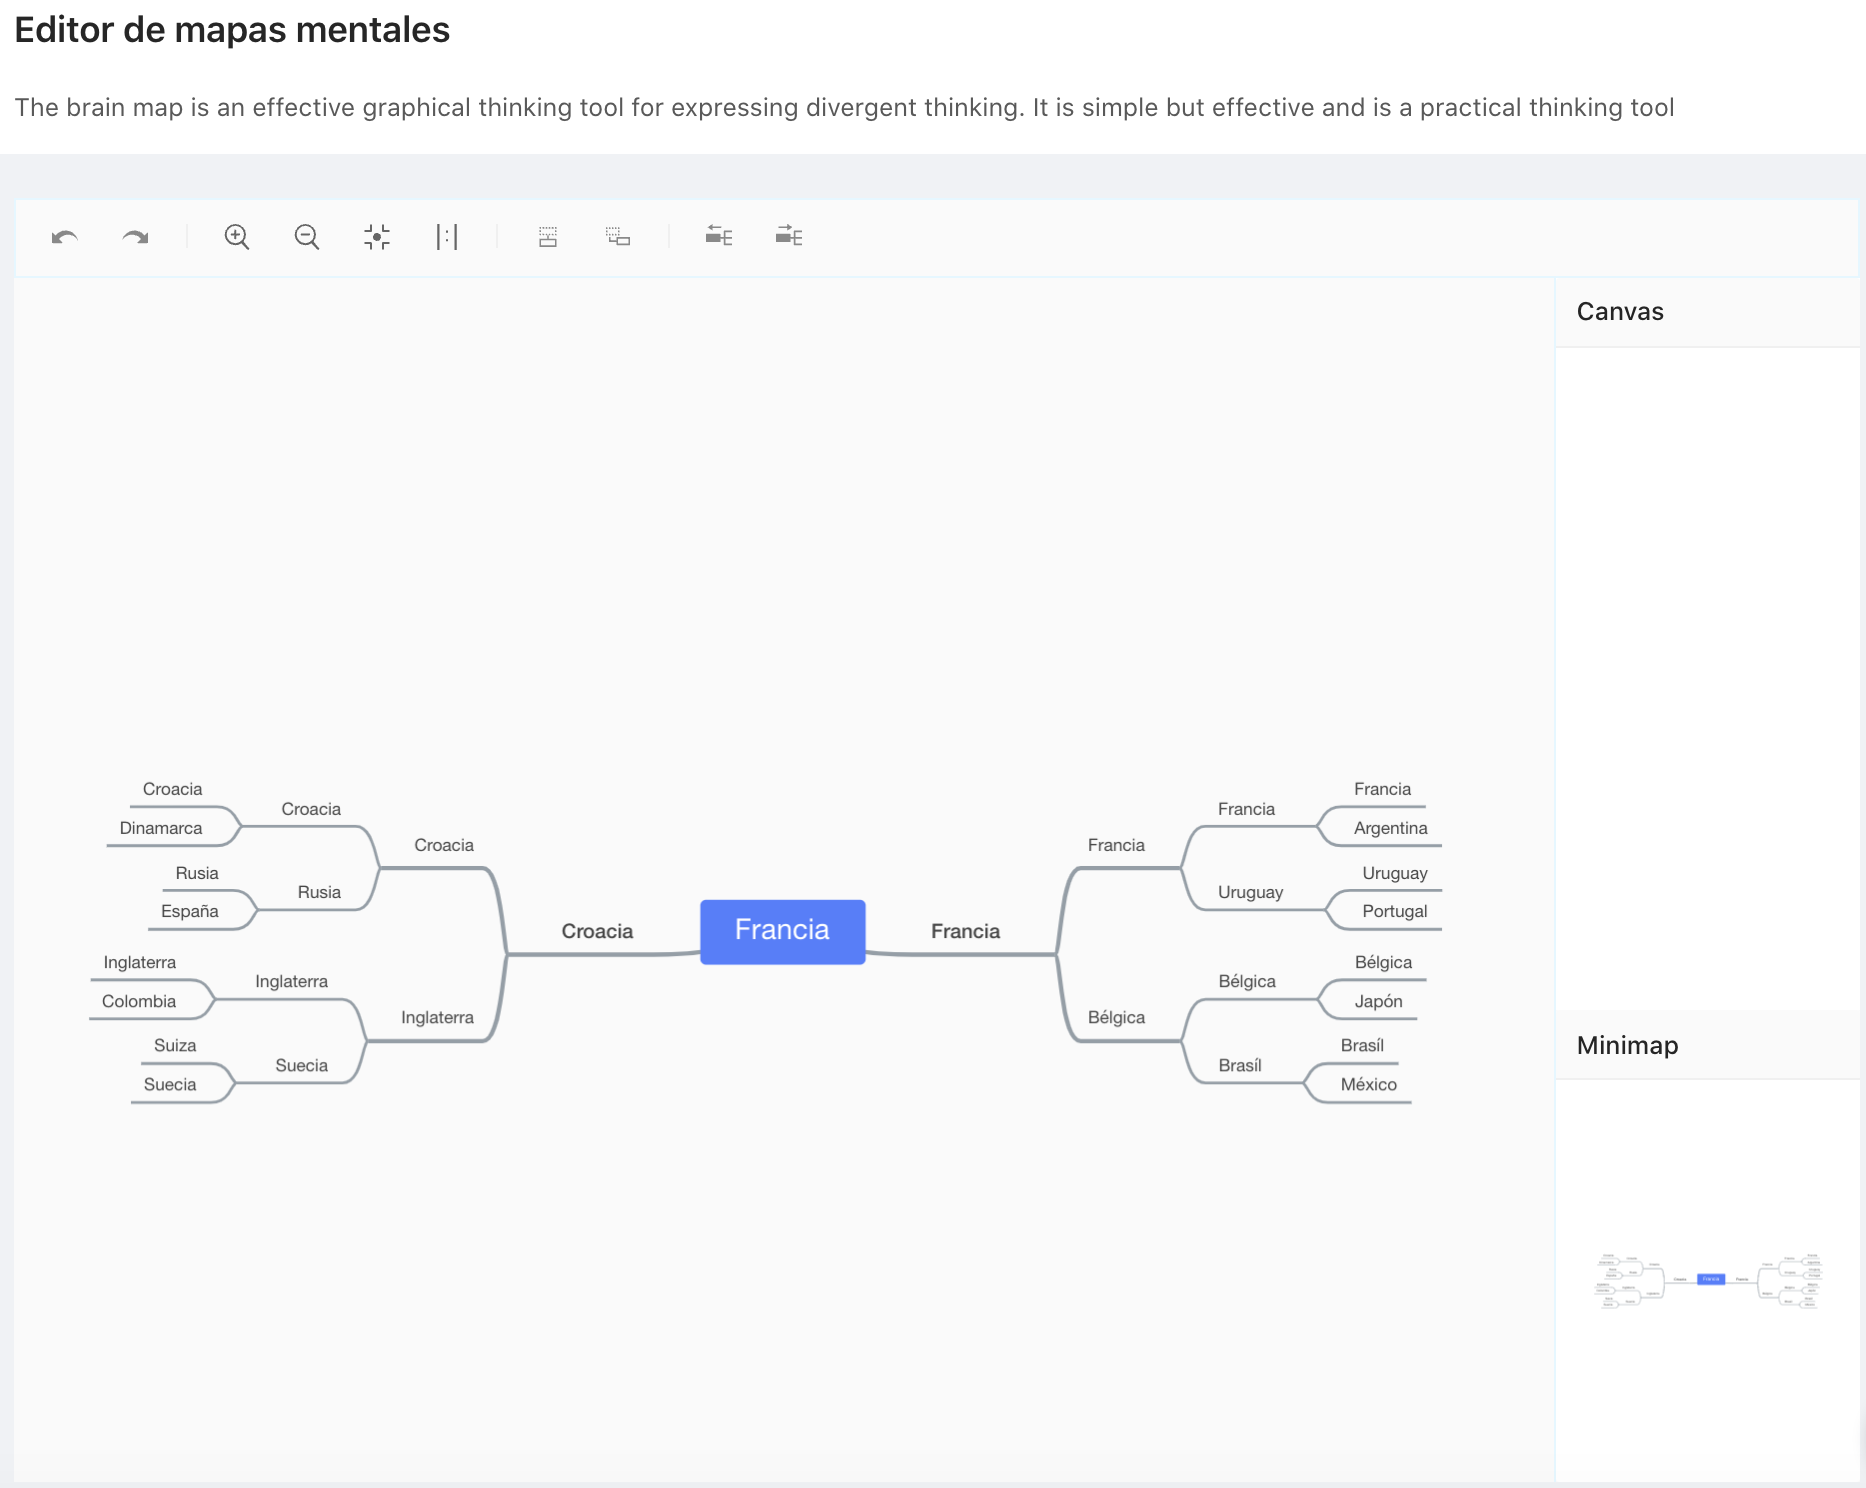 Editor de mapas mentales
The brain map is an effective graphical thinking tool for expressing divergent thinking. It is simple but effective and is a practical thinking tool
Canvas
Croacia
Dinamarca
Croacia
Rusia
España
Rusia
Croacia
Inglaterra
Colombia
Inglaterra
Suiza
Suecia
Suecia
Inglaterra
Croacia
Francia
Francia
Francia
Francia
Francia
Argentina
Uruguay
Uruguay
Portugal
Bélgica
Bélgica
Bélgica
Japón
Brasíl
Brasíl
México
Minimap